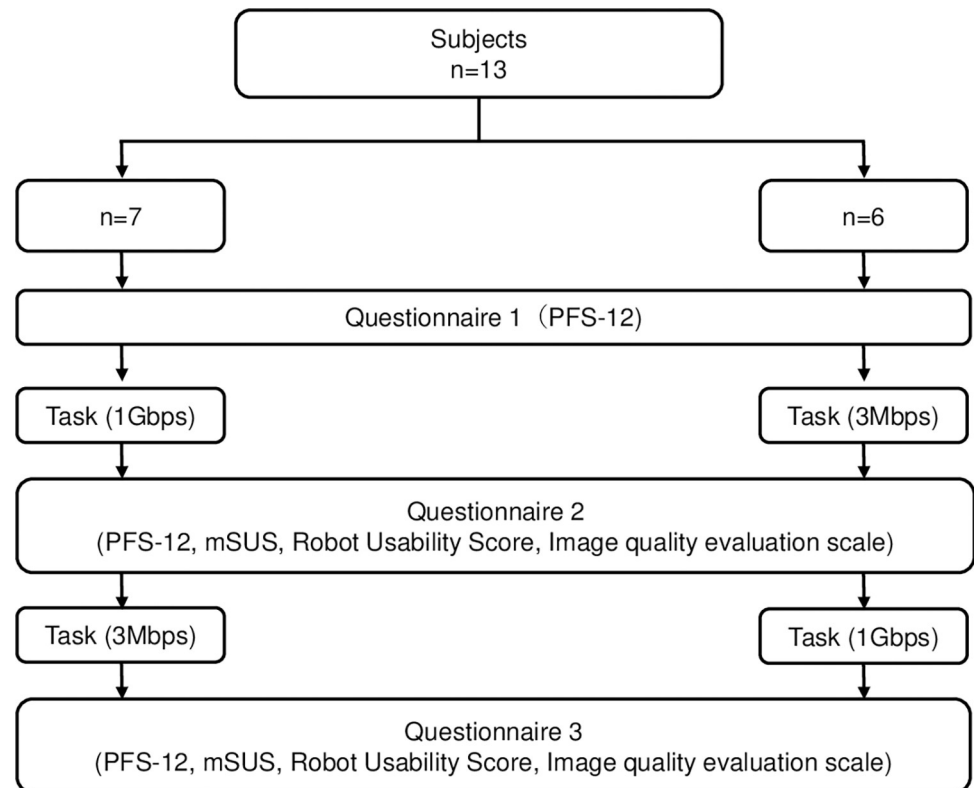 Subjects
n=13
n=7
n=6
Questionnaire 1（PFS-12)
Task (1Gbps)
Task (3Mbps)
Questionnaire 2
(PFS-12, mSUS, Robot Usability Score, Image quality evaluation scale)
Task (3Mbps)
Task (1Gbps)
Questionnaire 3
(PFS-12, mSUS, Robot Usability Score, Image quality evaluation scale)